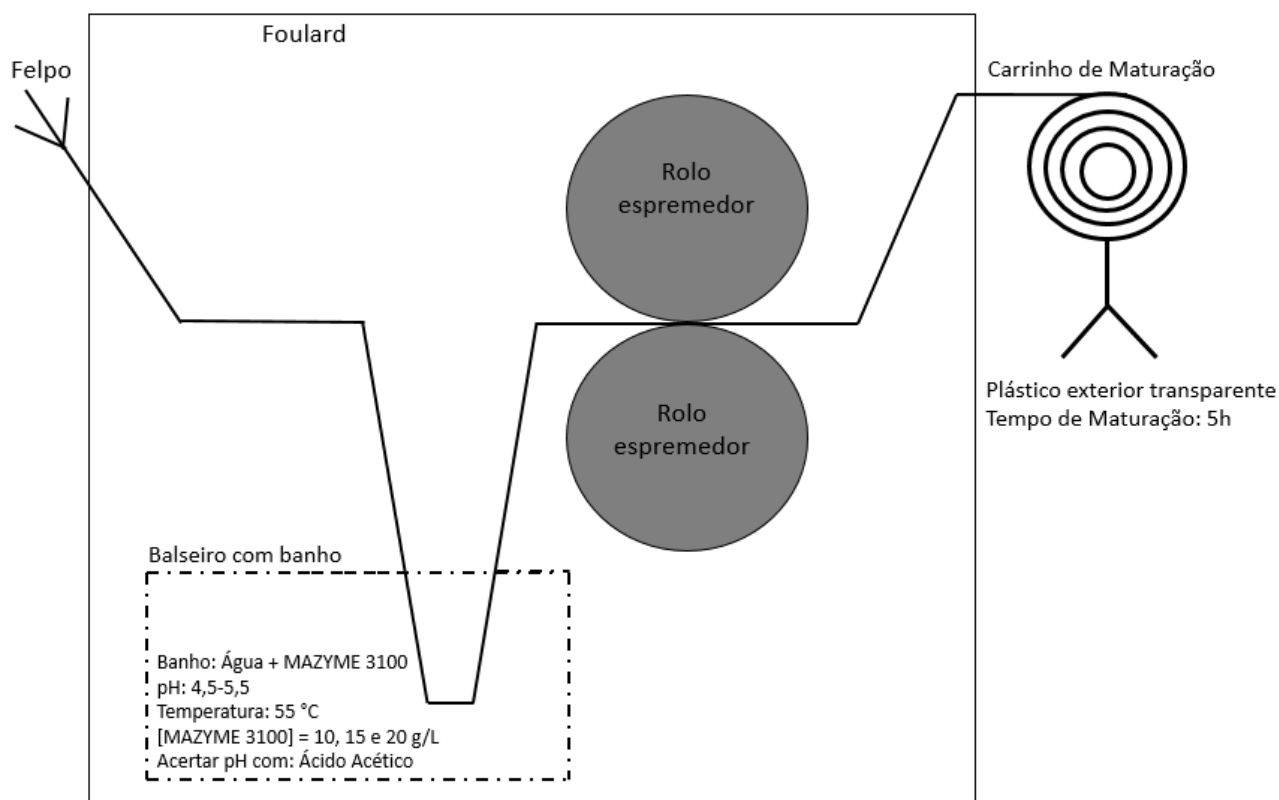 Foulard
Felpo
Carrinho de Maturação
Rolo
espremedor
Rolo
espremedor
Plástico exterior transparente
Tempo de Maturação: 5h
Balseiro com banho
Banho: Água + MAZYME 3100
pH: 4,5-5,5
Temperatura: 55 °C
[MAZYME 3100] = 10, 15 e 20 g/L
Acertar pH com: Ácido Acético